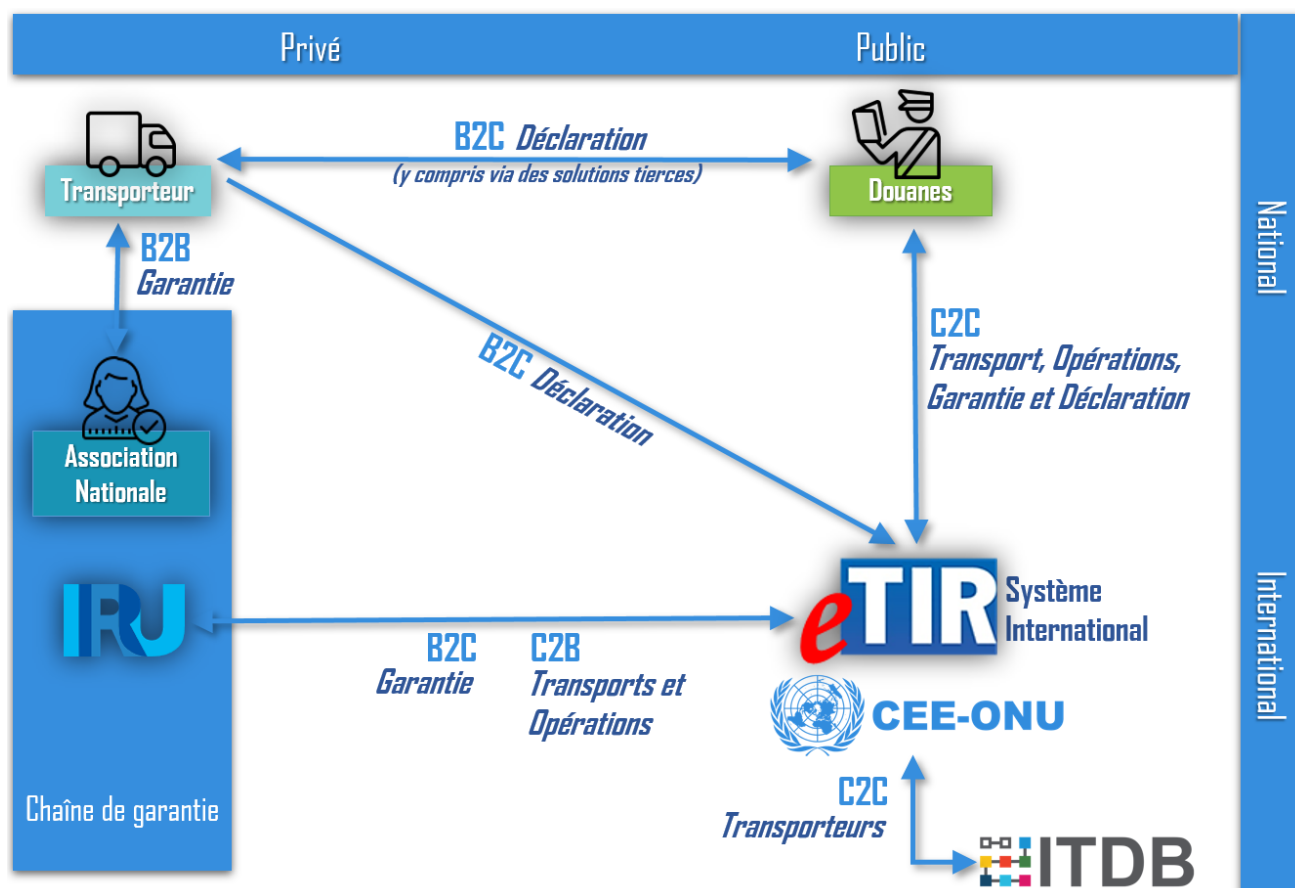 Privé
Public
B2C Déclaration
(y compris via des solutions tierces)
Transporteur
Douanes
National
B2B
Garantie
C2C
Transport, Opérations,
Garantie et Déclaration
B2C Déclaration
Association
Nationale
IRU
eTIR
Système
International
International
B2C
Garantie
C2B
Transports et
Opérations
CEE-ONU
Chaîne de garantie
C2C
Transporteurs
ITDB